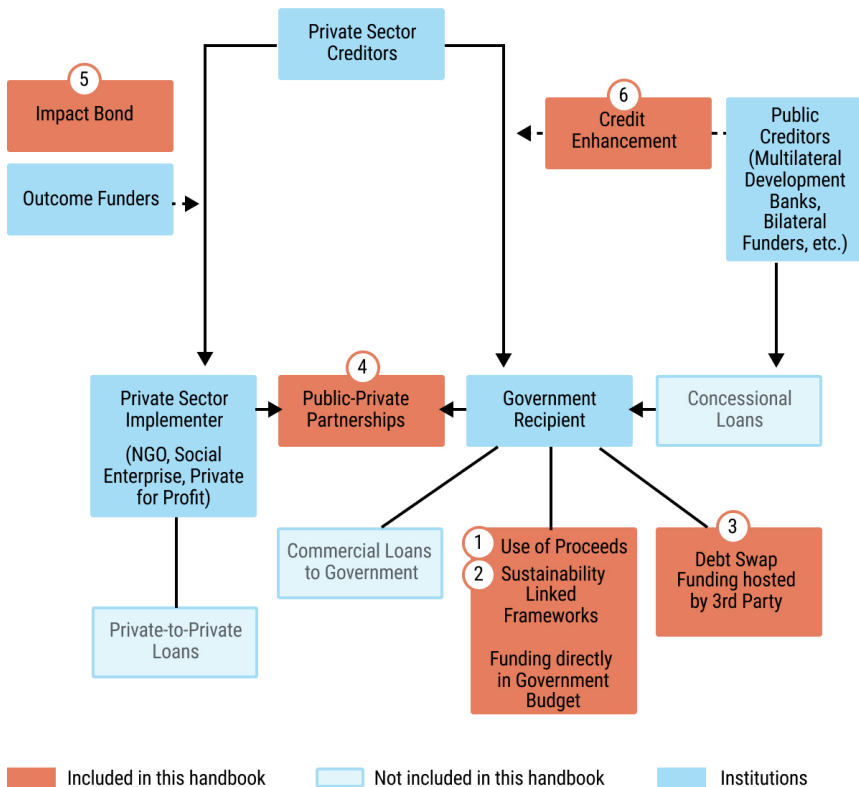 Private Sector
Creditors
5
Impact Bond
6
Credit
Enhancement
Public
Creditors
(Multilateral
Development
Banks,
Bilateral
Funders, etc.)
Outcome Funders
Private Sector
Implementer
(NGO, Social
Enterprise, Private
for Profit)
4
Public-Private
Partnerships
Government
Recipient
Concessional
Loans
Commercial Loans
to Government
1 Use of Proceeds
2 Sustainability
Linked
Frameworks
Funding directly
in Government
Budget
3
Debt Swap
Funding hosted
by 3rd Party
Private-to-Private
Loans
Included in this handbook
Not included in this handbook
Institutions